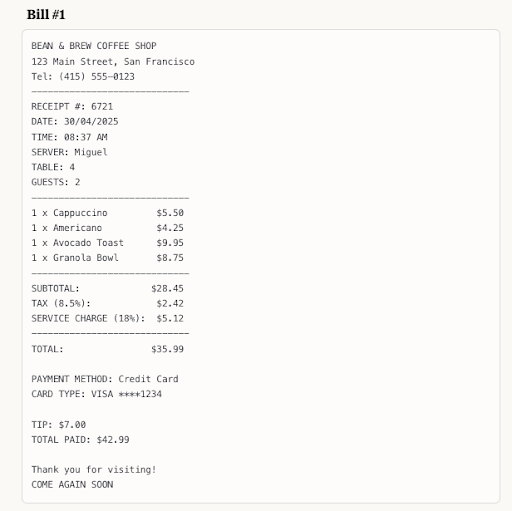 Bill #1
BEAN & BREW COFFEE SHOP
123 Main Street, San Francisco
Tel: (415) 555-0123
RECEIPT #: 6721
DATE: 30/04/2025
TIME: 08:37 AM
SERVER: Miguel
TABLE: 4
GUESTS: 2
1 x Cappuccino $5.50
1 x Americano $4.25
1 x Avocado Toast $9.95
1 x Granola Bowl $8.75
SUBTOTAL: $28.45
TAX (8.5%): $2.42
SERVICE CHARGE (18%): $5.12
TOTAL: $35.99
PAYMENT METHOD: Credit Card
CARD TYPE: VISA ****1234
TIP: $7.00
TOTAL PAID: $42.99
Thank you for visiting!
COME AGAIN SOON